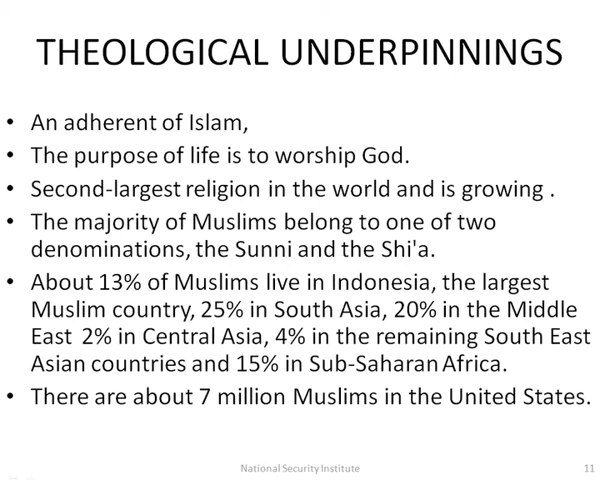 THEOLOGICAL UNDERPINNINGS
• An adherent of Islam,
• The purpose of life is to worship God.
• Second-largest religion in the world and is growing .
• The majority of Muslims belong to one of two
denominations, the Sunni and the Shi'a.
• About 13% of Muslims live in Indonesia, the largest
Muslim country, 25% in South Asia, 20% in the Middle
East 2% in Central Asia, 4% in the remaining South East
Asian countries and 15% in Sub-Saharan Africa.
• There are about 7 million Muslims in the United States.
National Security Institute 11